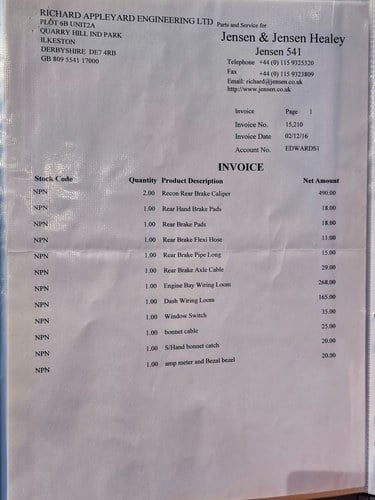 RICHARD APPLEYARD ENGINEERING LTD
PLOT 6B UNIT2A
QUARRY HILL IND PARK
ILKESTON
DERBYSHIRE DE7 4RB
GB 809 5541 17000
Parts and Service for
Jensen & Jensen Healey
Jensen 541
Telephone +44 (0) 115 9325320
Fax +44 (0) 115 9323809
Email: richard@jensen.co.uk
http://www.jensen.co.uk
Invoice Page 1
Invoice No. 15,210
Invoice Date 02/12/16
Account No. EDWARDS1
INVOICE
Stock Code Quantity Product Description Net Amount
NPN 2.00 Recon Rear Brake Caliper 490.00
NPN 1.00 Rear Hand Brake Pads 18.00
NPN 1.00 Rear Brake Pads 18.00
NPN 1.00 Rear Brake Flexi Hose 11.00
NPN 1.00 Rear Brake Pipe Long 15.00
NPN 1.00 Rear Brake Axle Cable 29.00
NPN 1.00 Engine Bay Wiring Loom 268.00
NPN 1.00 Dash Wiring Loom 165.00
NPN 1.00 Window Switch 35.00
NPN 1.00 bonnet cable 25.00
NPN 1.00 S/Hand bonnet catch 20.00
NPN 1.00 amp meter and Bezal bezel 20.00